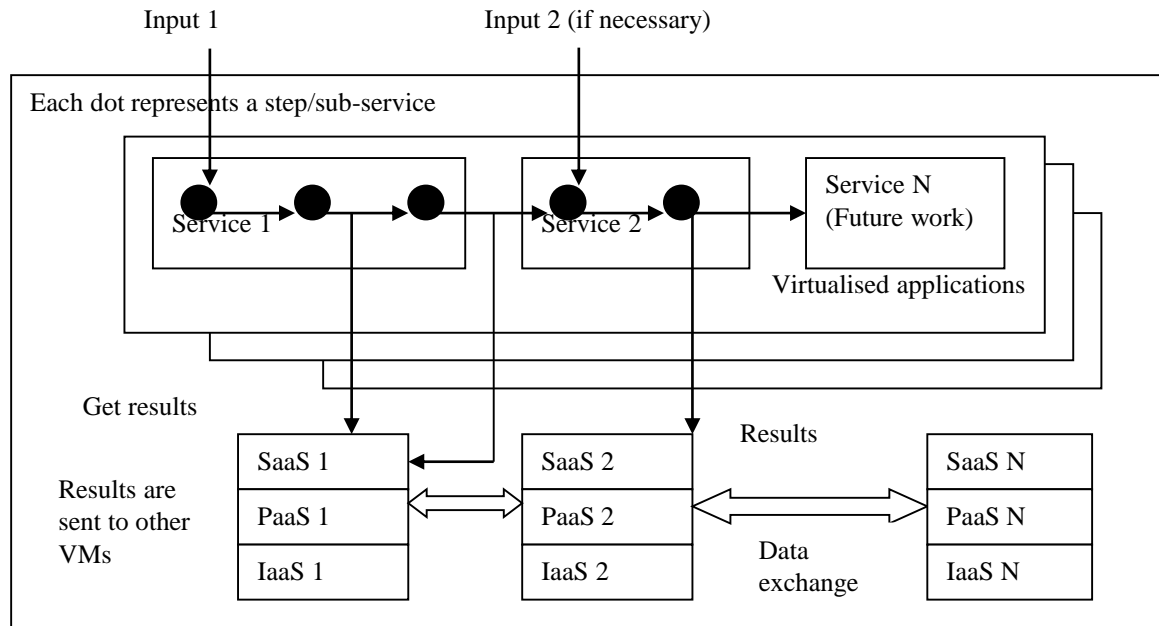 Input 1
Input 2 (if necessary)
Each dot represents a step/sub-service
Service 1
Service 2
Service N
(Future work)
Virtualised applications
Get results
Results
SaaS 1
SaaS 2
SaaS N
Results are
sent to other
VMs
PaaS 1
PaaS 2
PaaS N
Data
exchange
IaaS 1
IaaS 2
IaaS N